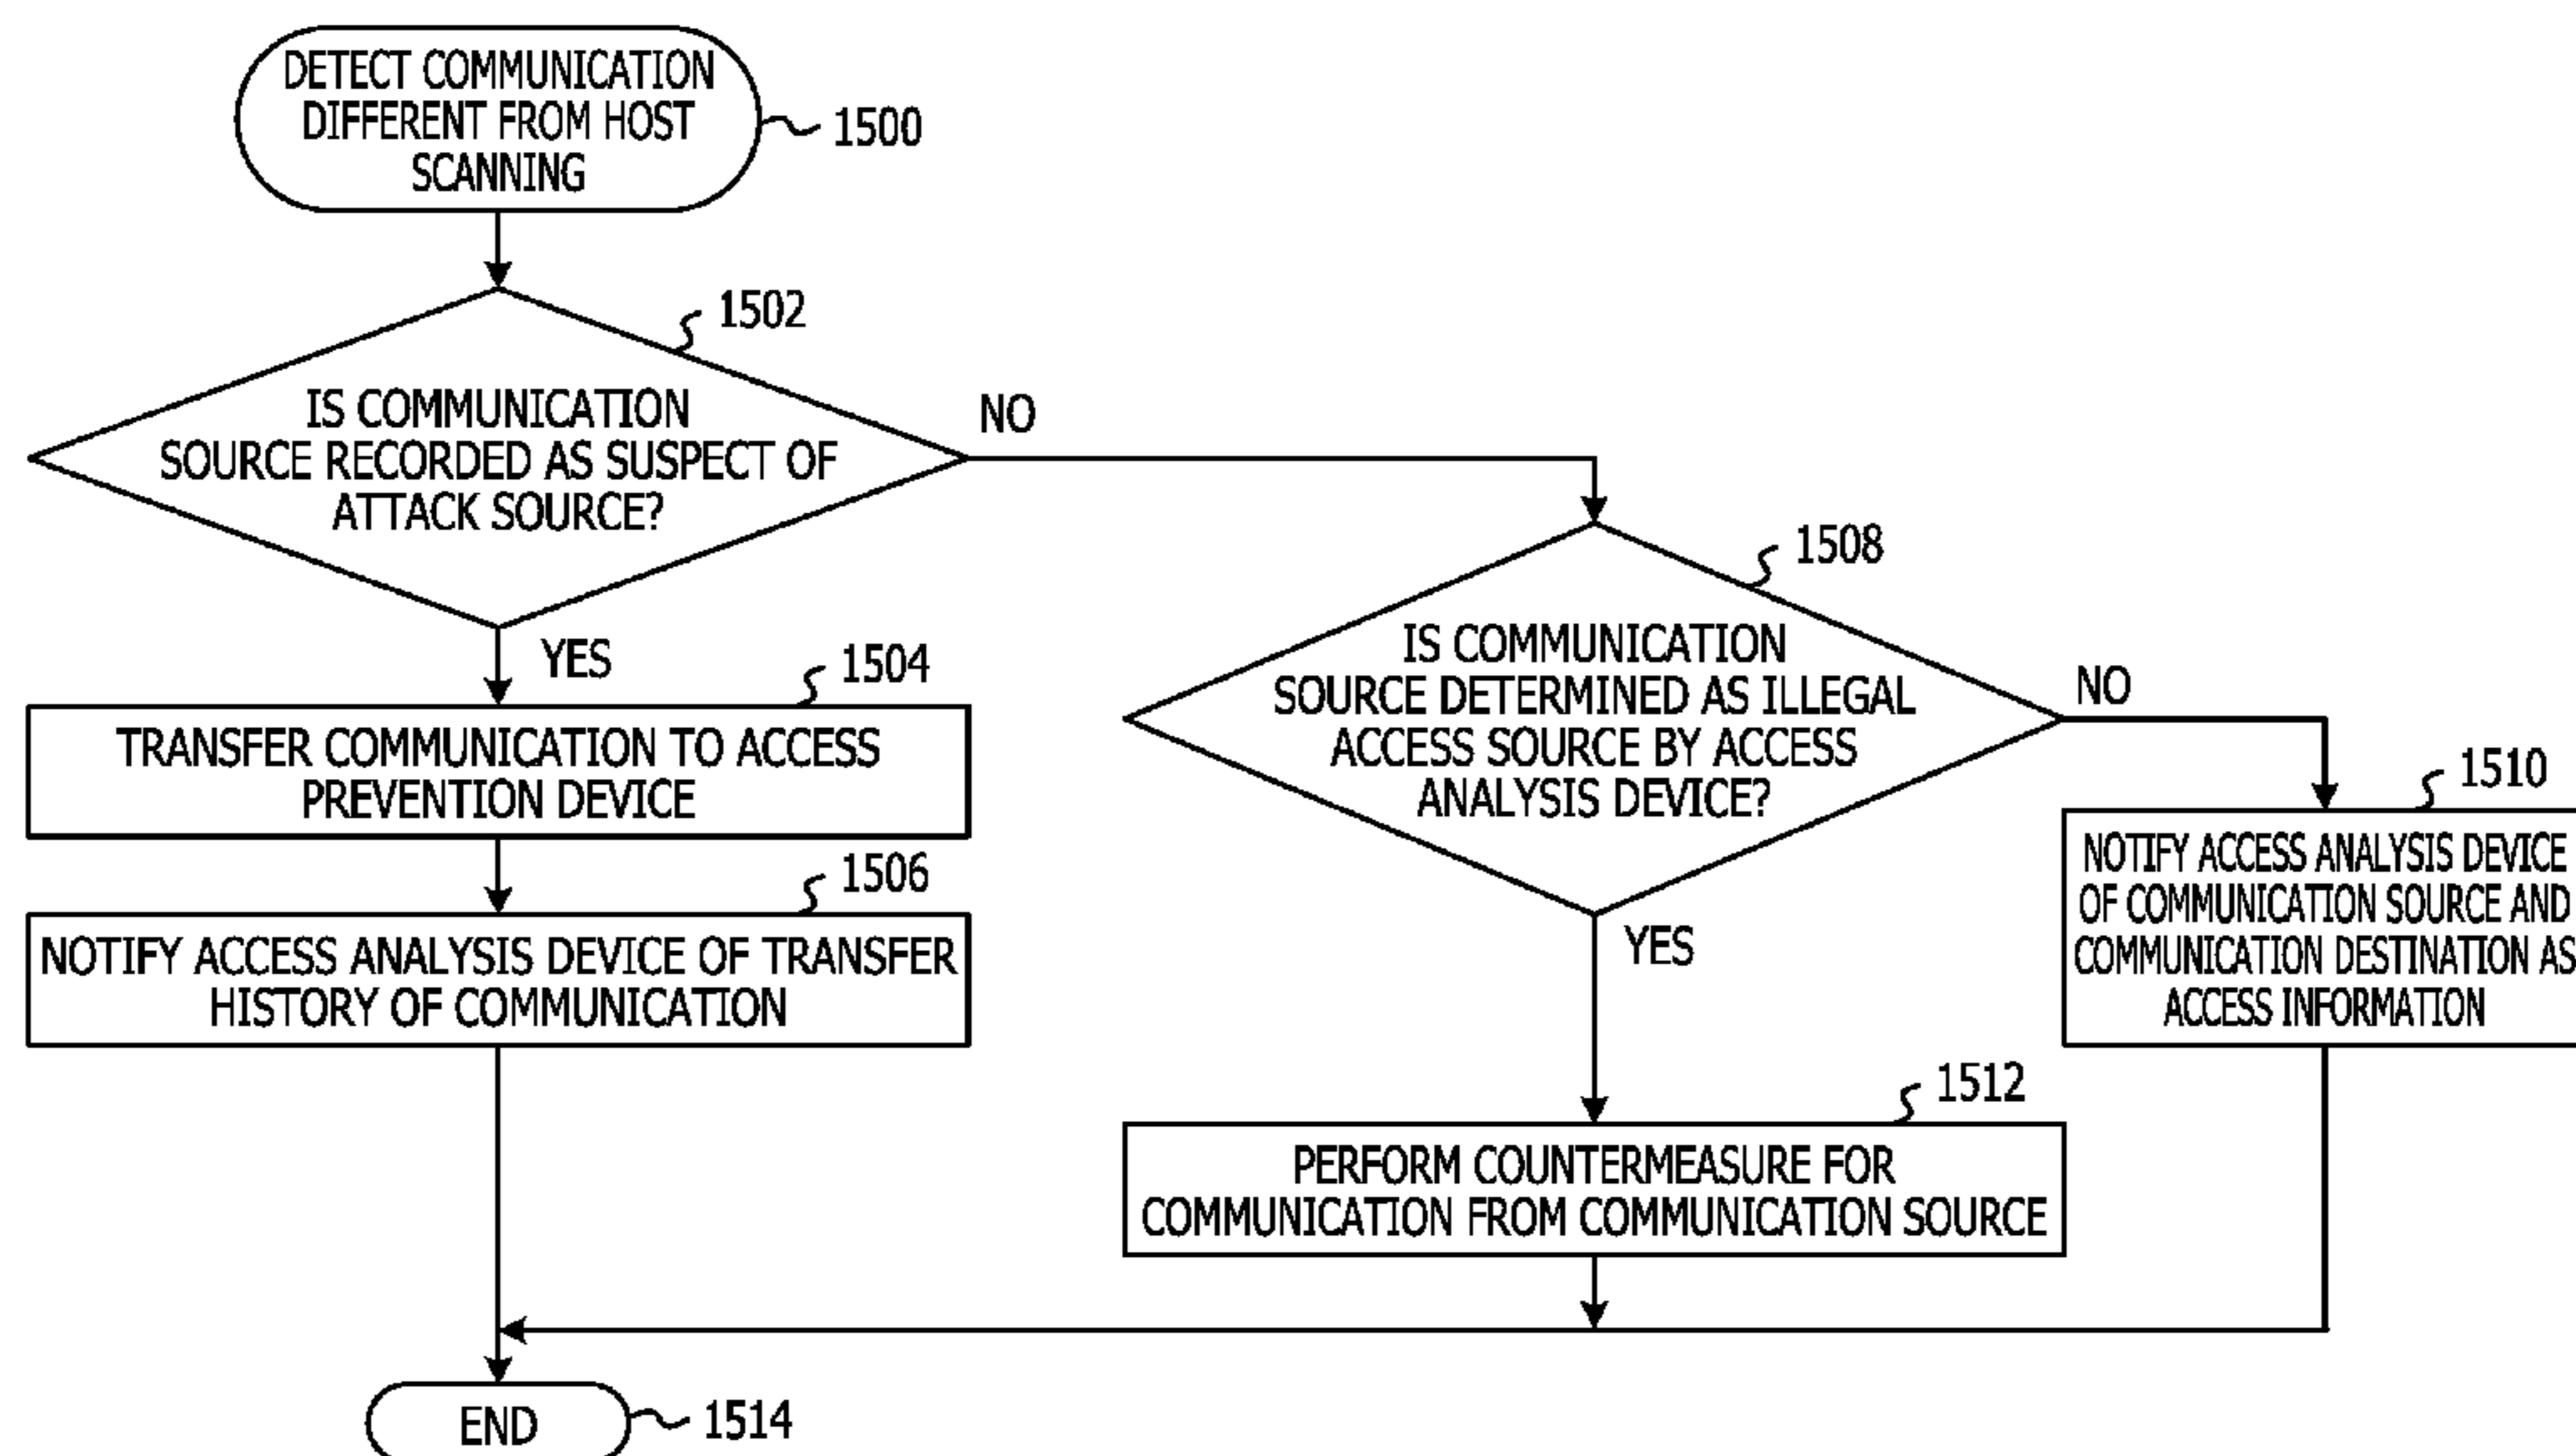 DETECT COMMUNICATION
DIFFERENT FROM HOST
SCANNING
1500
1502
IS COMMUNICATION
SOURCE RECORDED AS SUSPECT OF
ATTACK SOURCE?
NO
YES
1504
TRANSFER COMMUNICATION TO ACCESS
PREVENTION DEVICE
1506
NOTIFY ACCESS ANALYSIS DEVICE OF TRANSFER
HISTORY OF COMMUNICATION
1508
IS COMMUNICATION
SOURCE DETERMINED AS ILLEGAL
ACCESS SOURCE BY ACCESS
ANALYSIS DEVICE?
NO
YES
1510
NOTIFY ACCESS ANALYSIS DEVICE
OF COMMUNICATION SOURCE AND
COMMUNICATION DESTINATION AS
ACCESS INFORMATION
1512
PERFORM COUNTERMEASURE FOR
COMMUNICATION FROM COMMUNICATION SOURCE
END
1514